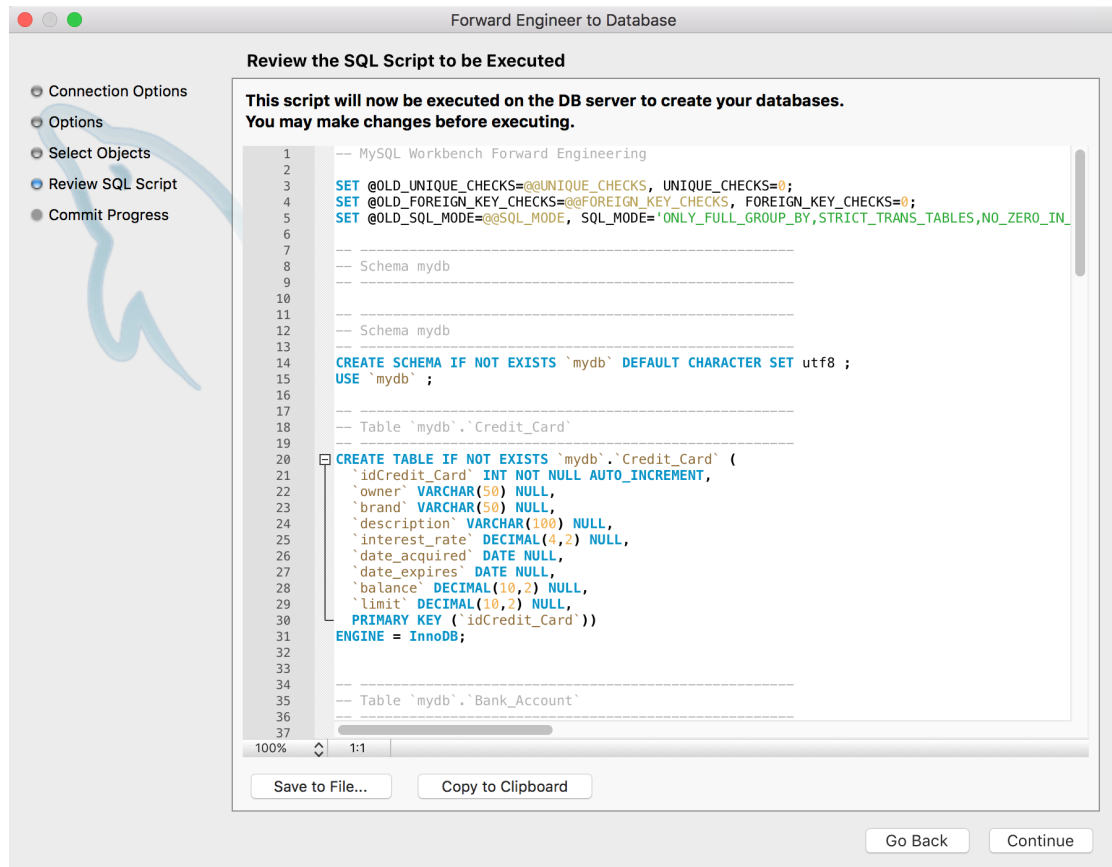 Forward Engineer to Database
Review the SQL Script to be Executed
Connection Options
Options
Select Objects
Review SQL Script
Commit Progress
This script will now be executed on the DB server to create your databases.
You may make changes before executing.
1 -- MySQL Workbench Forward Engineering
2
3 SET @OLD_UNIQUE_CHECKS=@@UNIQUE_CHECKS, UNIQUE_CHECKS=0;
4 SET @OLD_FOREIGN_KEY_CHECKS=@@FOREIGN_KEY_CHECKS, FOREIGN_KEY_CHECKS=0;
5 SET @OLD_SQL_MODE=@@SQL_MODE, SQL_MODE='ONLY_FULL_GROUP_BY,STRICT_TRANS_TABLES,NO_ZERO_IN_
6
7 -- -----------------------------------------------------
8 -- Schema mydb
9 -- -----------------------------------------------------
10
11 -- -----------------------------------------------------
12 -- Schema mydb
13 -- -----------------------------------------------------
14 CREATE SCHEMA IF NOT EXISTS `mydb` DEFAULT CHARACTER SET utf8 ;
15 USE `mydb` ;
16
17 -- -----------------------------------------------------
18 -- Table `mydb`.`Credit_Card`
19 -- -----------------------------------------------------
20 CREATE TABLE IF NOT EXISTS `mydb`.`Credit_Card` (
21   `idCredit_Card` INT NOT NULL AUTO_INCREMENT,
22   `owner` VARCHAR(50) NULL,
23   `brand` VARCHAR(50) NULL,
24   `description` VARCHAR(100) NULL,
25   `interest_rate` DECIMAL(4,2) NULL,
26   `date_acquired` DATE NULL,
27   `date_expires` DATE NULL,
28   `balance` DECIMAL(10,2) NULL,
29   `limit` DECIMAL(10,2) NULL,
30   PRIMARY KEY (`idCredit_Card`))
31 ENGINE = InnoDB;
32
33
34 -- -----------------------------------------------------
35 -- Table `mydb`.`Bank_Account`
36 -- -----------------------------------------------------
37
100% 1:1
Save to File... Copy to Clipboard
Go Back Continue